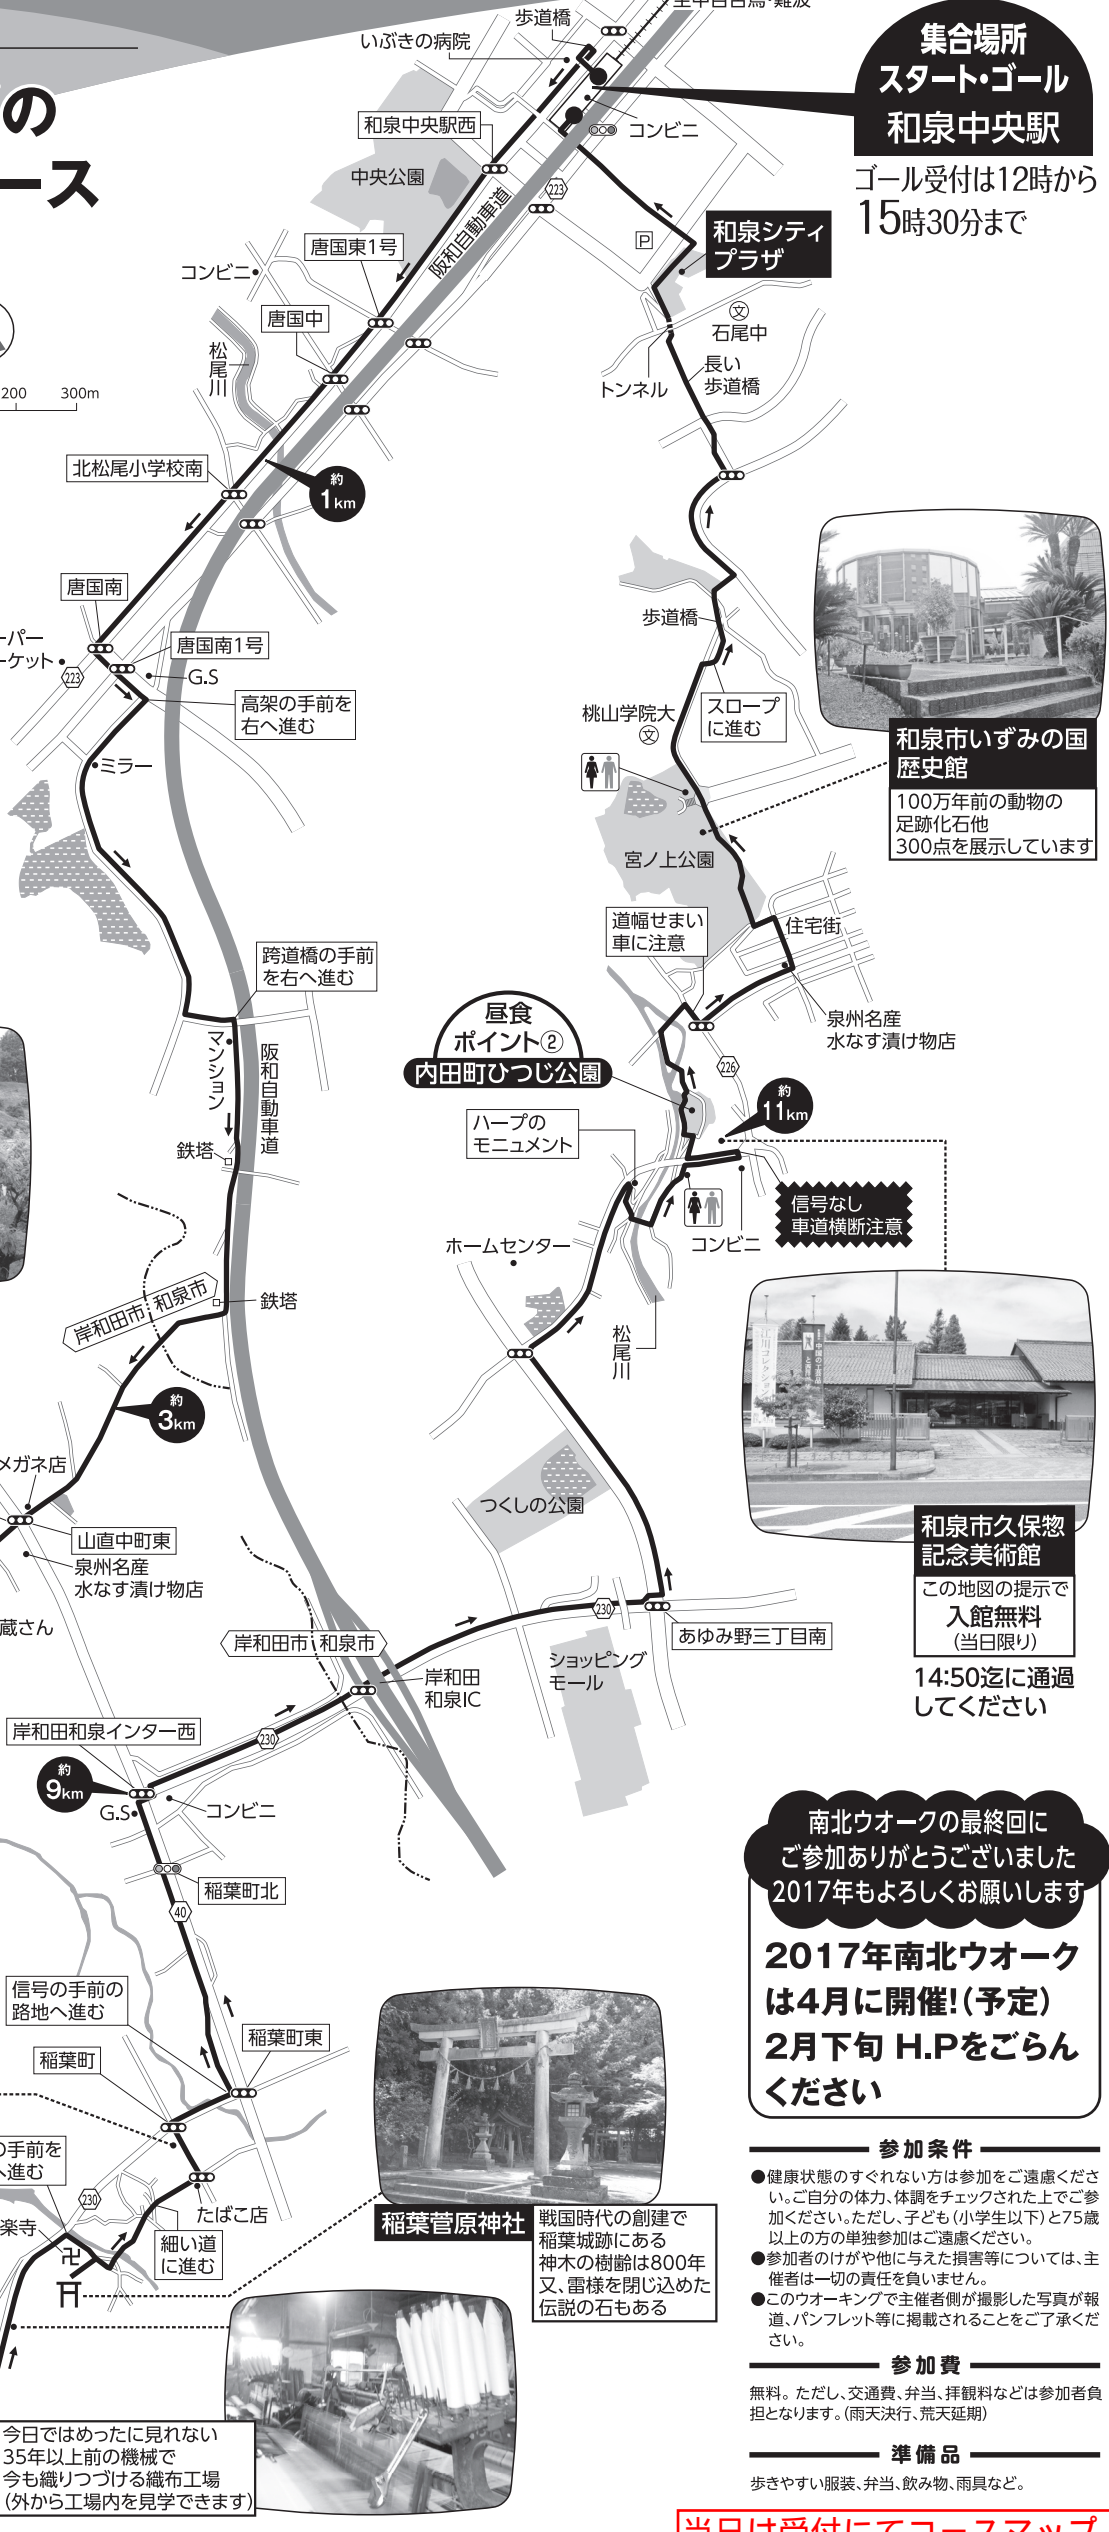 の
ース
集合場所
スタート・ゴール
和泉中央駅
ゴール受付は12時から
15時30分まで
歩道橋
いぶきの病院
コンビニ
和泉中央駅西
中央公園
223
阪和自動車道
唐国東1号
コンビニ
唐国中
松尾川
P
和泉シティ
プラザ
文
石尾中
トンネル
長い
歩道橋
200
300m
北松尾小学校南
約
1km
唐国南
唐国南1号
ーパー
ーケット
223
G.S
高架の手前を
右へ進む
ミラー
歩道橋
スロープ
に進む
桃山学院大
文
和泉市いずみの国
歴史館
100万年前の動物の
足跡化石他
300点を展示しています
宮ノ上公園
道幅せまい
車に注意
住宅街
泉州名産
水なす漬け物店
跨道橋の手前
を右へ進む
マンション
阪和自動車道
鉄塔
昼食
ポイント②
内田町ひつじ公園
226
約
11km
ハープの
モニュメント
信号なし
車道横断注意
コンビニ
ホームセンター
松尾川
岸和田市
和泉市
鉄塔
約
3km
メガネ店
山直中町東
泉州名産
水なす漬け物店
蔵さん
つくしの公園
和泉市久保惣
記念美術館
この地図の提示で
入館無料
(当日限り)
14:50迄に通過
してください
230
あゆみ野三丁目南
岸和田市
和泉市
ショッピング
モール
岸和田
和泉IC
230
岸和田和泉インター西
約
9km
G.S
コンビニ
稲葉町北
40
南北ウオークの最終回に
ご参加ありがとうございました
2017年もよろしくお願いします
2017年南北ウオーク
は4月に開催!(予定)
2月下旬 H.Pをごらん
ください
信号の手前の
路地へ進む
稲葉町東
稲葉町
の手前を
へ進む
230
たばこ店
楽寺
卍
細い道
に進む
稲葉菅原神社
戦国時代の創建で
稲葉城跡にある
神木の樹齢は800年
又、雷様を閉じ込めた
伝説の石もある
今日ではめったに見れない
35年以上前の機械で
今も織りつづける織布工場
(外から工場内を見学できます)
参加条件
●健康状態のすぐれない方は参加をご遠慮くださ
い。ご自分の体力、体調をチェックされた上でご参
加ください。ただし、子ども(小学生以下)と75歳
以上の方の単独参加はご遠慮ください。
●参加者のけがや他に与えた損害等については、主
催者は一切の責任を負いません。
●このウオーキングで主催者側が撮影した写真が報
道、パンフレット等に掲載されることをご了承くだ
さい。
参加費
無料。ただし、交通費、弁当、拝観料などは参加者負
担となります。(雨天決行、荒天延期)
準備品
歩きやすい服装、弁当、飲み物、雨具など。
当日は受付にてコースマップ